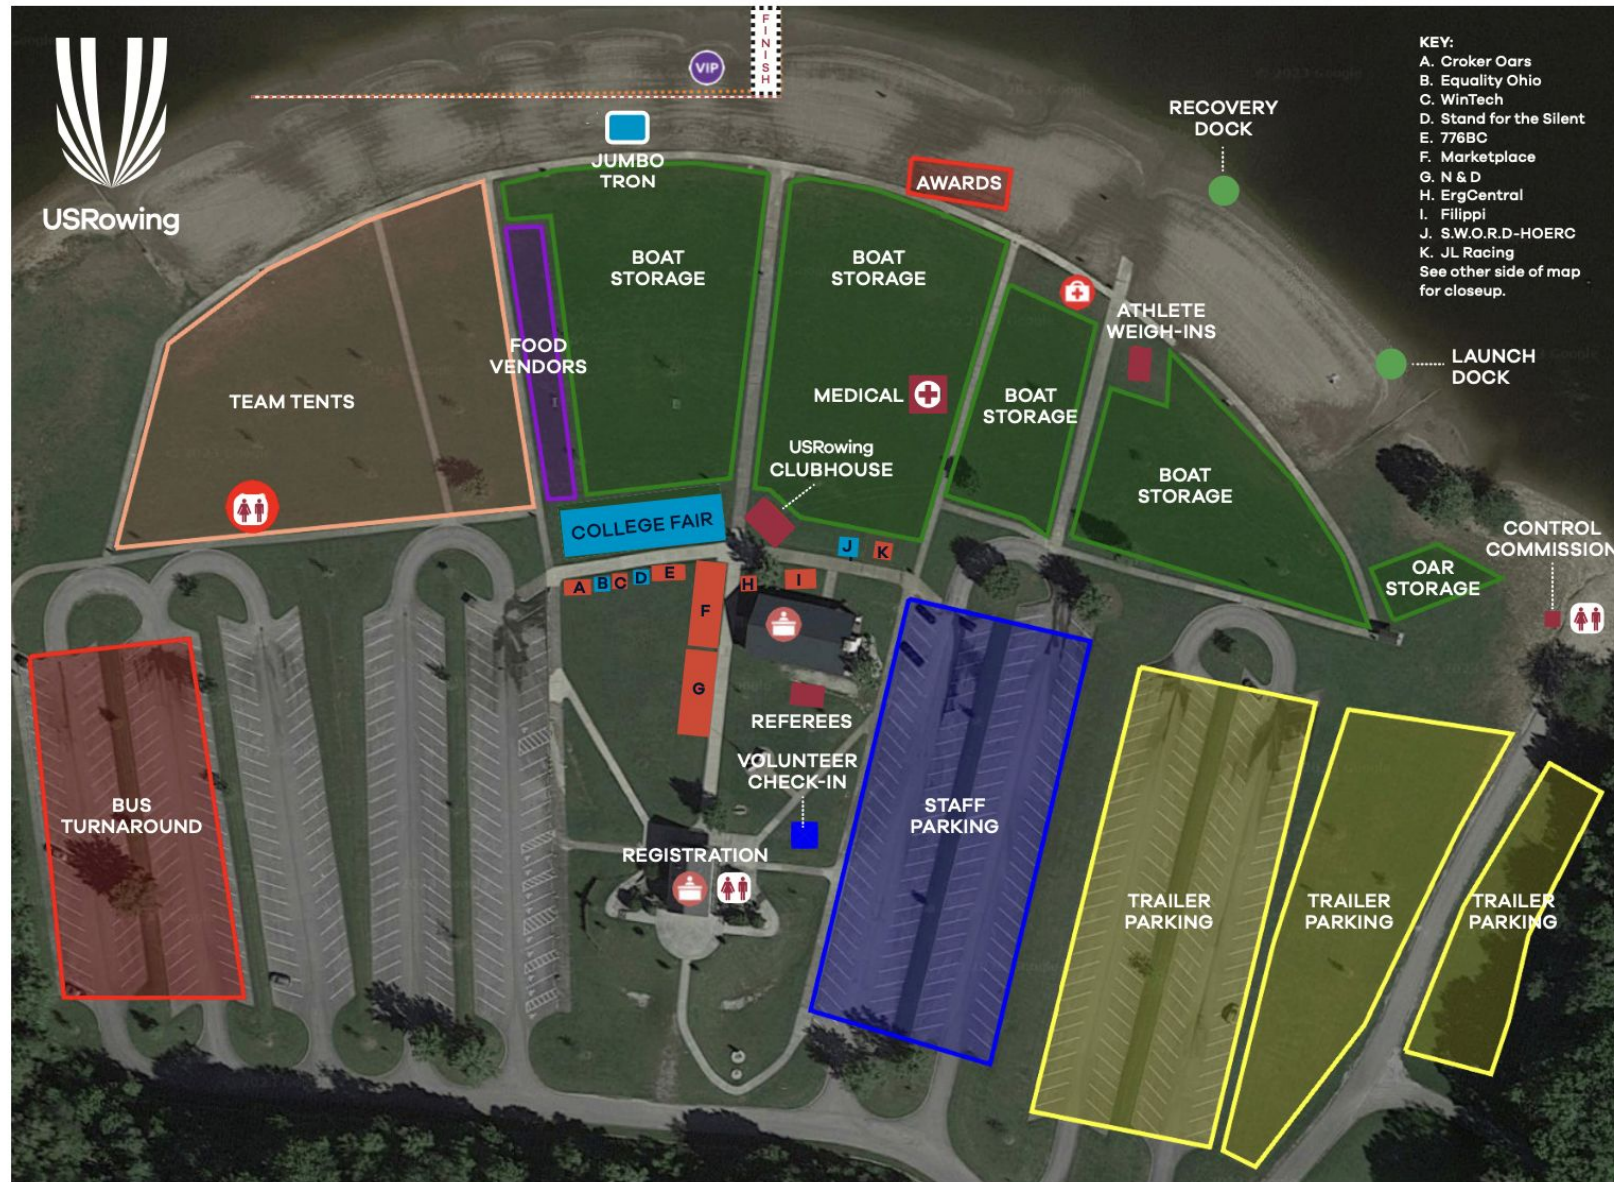 FINISH
VIP
USRowing
JUMBO
TRON
AWARDS
RECOVERY
DOCK
KEY:
A. Croker Oars
B. Equality Ohio
C. WinTech
D. Stand for the Silent
E. 776BC
F. Marketplace
G. N & D
H. ErgCentral
I. Filippi
J. S.W.O.R.D-HOERC
K. JL Racing
See other side of map
for closeup.
BOAT
STORAGE
BOAT
STORAGE
ATHLETE
WEIGH-INS
FOOD
VENDORS
LAUNCH
DOCK
TEAM TENTS
MEDICAL
BOAT
STORAGE
USRowing
CLUBHOUSE
BOAT
STORAGE
COLLEGE FAIR
CONTROL
COMMISSION
OAR
STORAGE
J
K
A
B
C
D
E
F
H
I
G
REFEREES
VOLUNTEER
CHECK-IN
BUS
TURNAROUND
STAFF
PARKING
REGISTRATION
TRAILER
PARKING
TRAILER
PARKING
TRAILER
PARKING